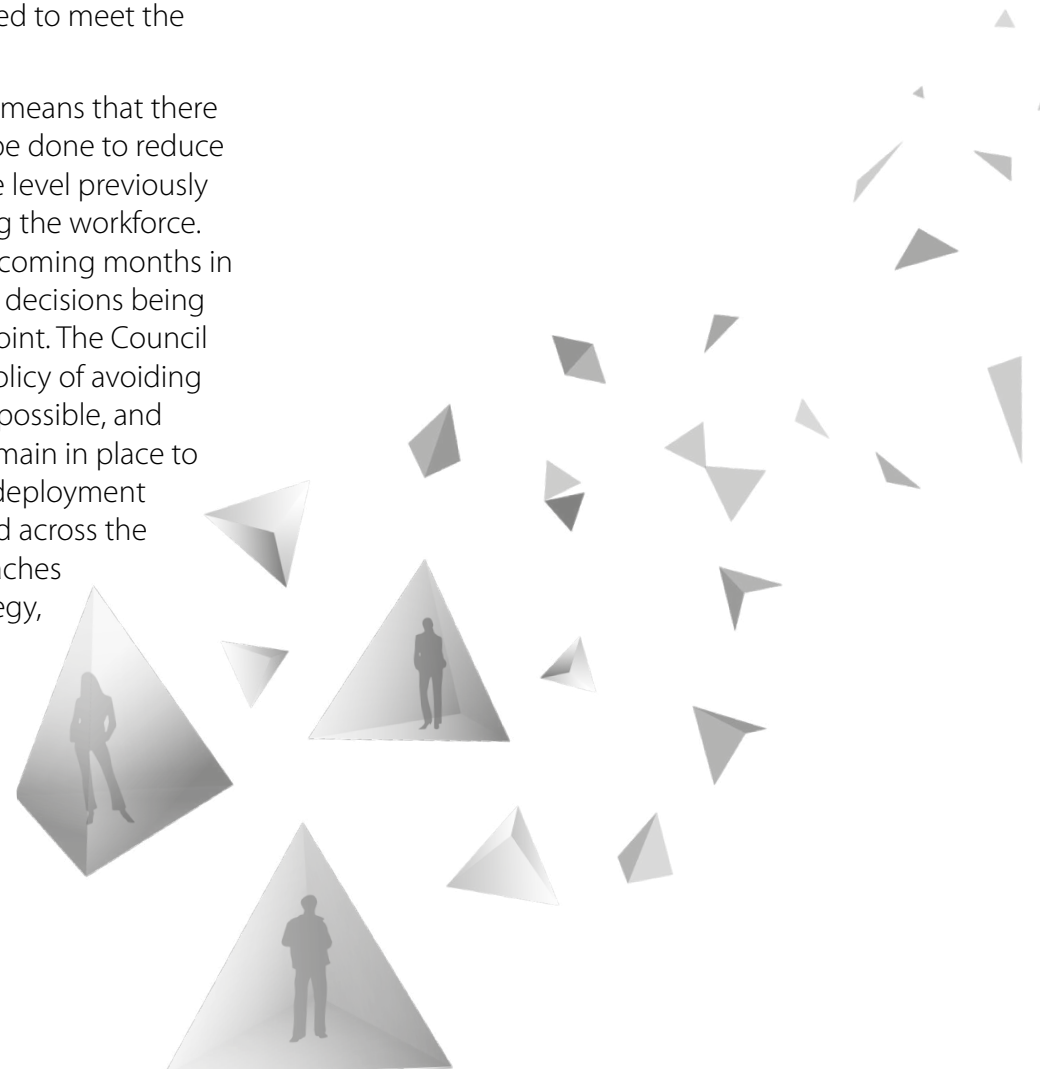 ed to meet the
means that there
be done to reduce
e level previously
g the workforce.
coming months in
decisions being
oint. The Council
olicy of avoiding
possible, and
main in place to
deployment
d across the
aches
egy,